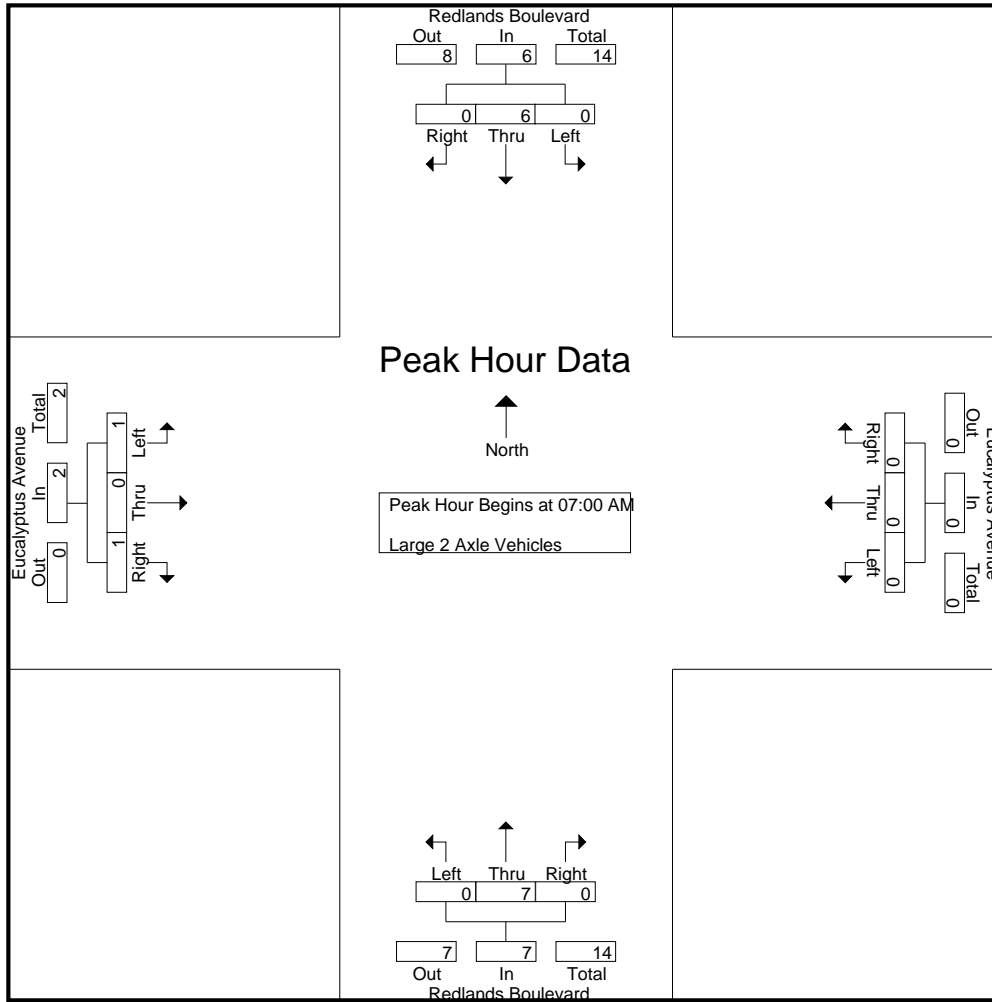 Redlands Boulevard
Out In Total
8 6 14
0 6 0
Right Thru Left
Peak Hour Data
North
Peak Hour Begins at 07:00 AM
Large 2 Axle Vehicles
Eucalyptus Avenue
Out In Total
0 2 2
Right Thru Left
1 0 1
Eucalyptus Avenue
Out In Total
0 0 0
Right Thru Left
0 0 0
Left Thru Right
0 7 0
7 7 14
Out In Total
Redlands Boulevard